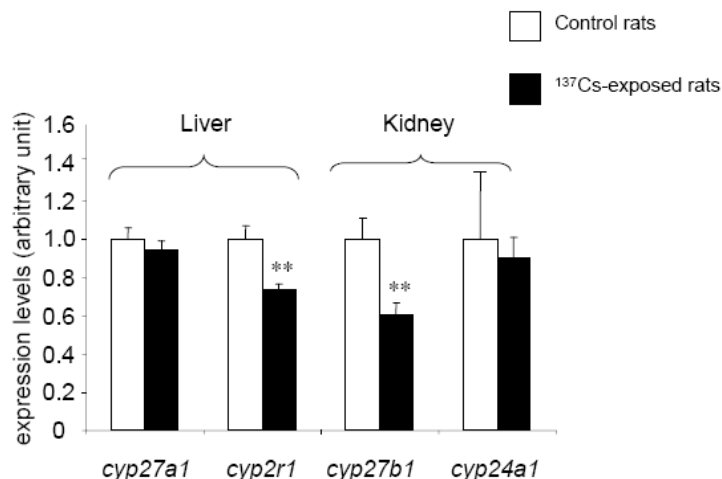 Control rats
¹³⁷Cs-exposed rats
Liver
Kidney
expression levels (arbitrary unit)
1.6
1.4
1.2
1.0
0.8
0.6
0.4
0.2
0
**
**
cyp27a1
cyp2r1
cyp27b1
cyp24a1